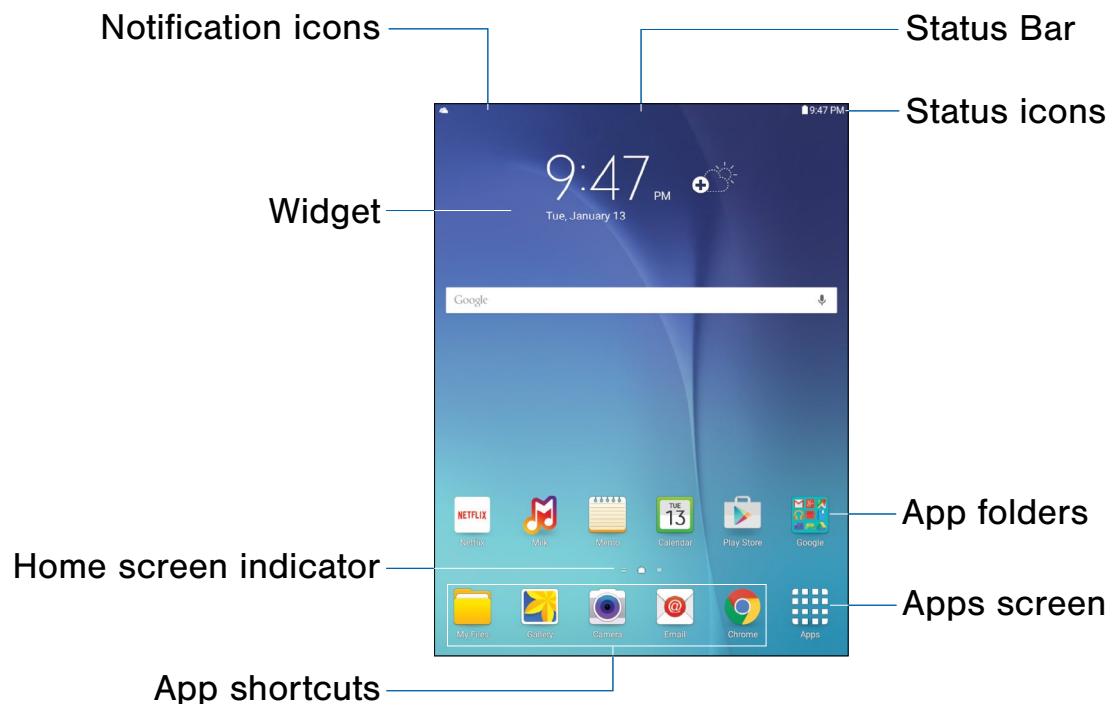 Notification icons
Status Bar
9:47 PM
Status icons
9:47 PM
Tue, January 13
Widget
Google
NETFLIX
TUE
13
App folders
Netflix Milk Memo Calendar Play Store Google
Home screen indicator
@
Apps screen
My Files Gallery Camera Email Chrome Apps
App shortcuts